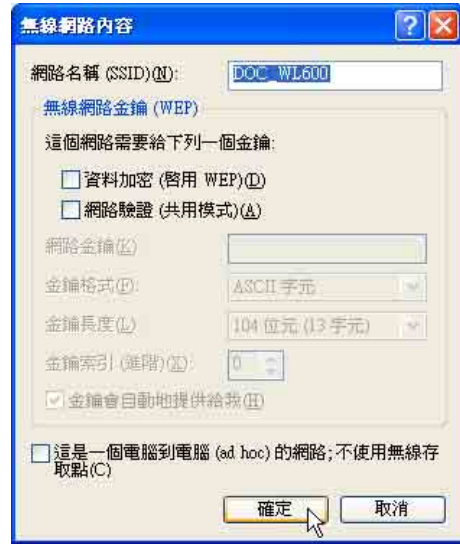 無線網路內容
網路名稱 (SSID)(N):
DOC_WL600
無線網路金鑰 (WEP)
這個網路需要給下列一個金鑰:
資料加密 (啓用 WEP)(D)
網路驗證 (共用模式)(A)
網路金鑰(K)
金鑰格式(F):
ASCII 字元
金鑰長度(L)
104 位元 (13 字元)
金鑰索引 (進階)(X):
0
金鑰會自動地提供給我(H)
這是一個電腦到電腦 (ad hoc) 的網路;不使用無線存
取點(C)
確定
取消